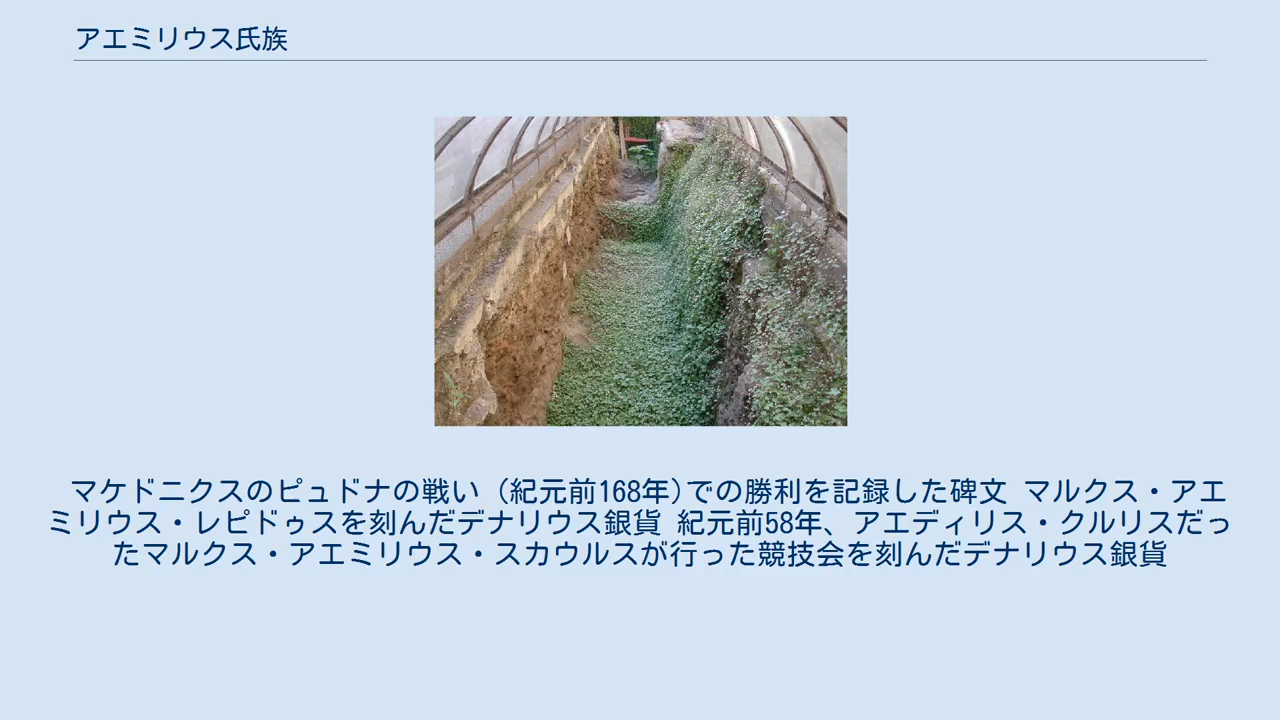 アエミリウス氏族
マケドニクスのピュドナの戦い (紀元前168年)での勝利を記録した碑文 マルクス・アエ
ミリウス・レピドゥスを刻んだデナリウス銀貨 紀元前58年、アエディリス・クルリスだっ
たマルクス・アエミリウス・スカウルスが行った競技会を刻んだデナリウス銀貨